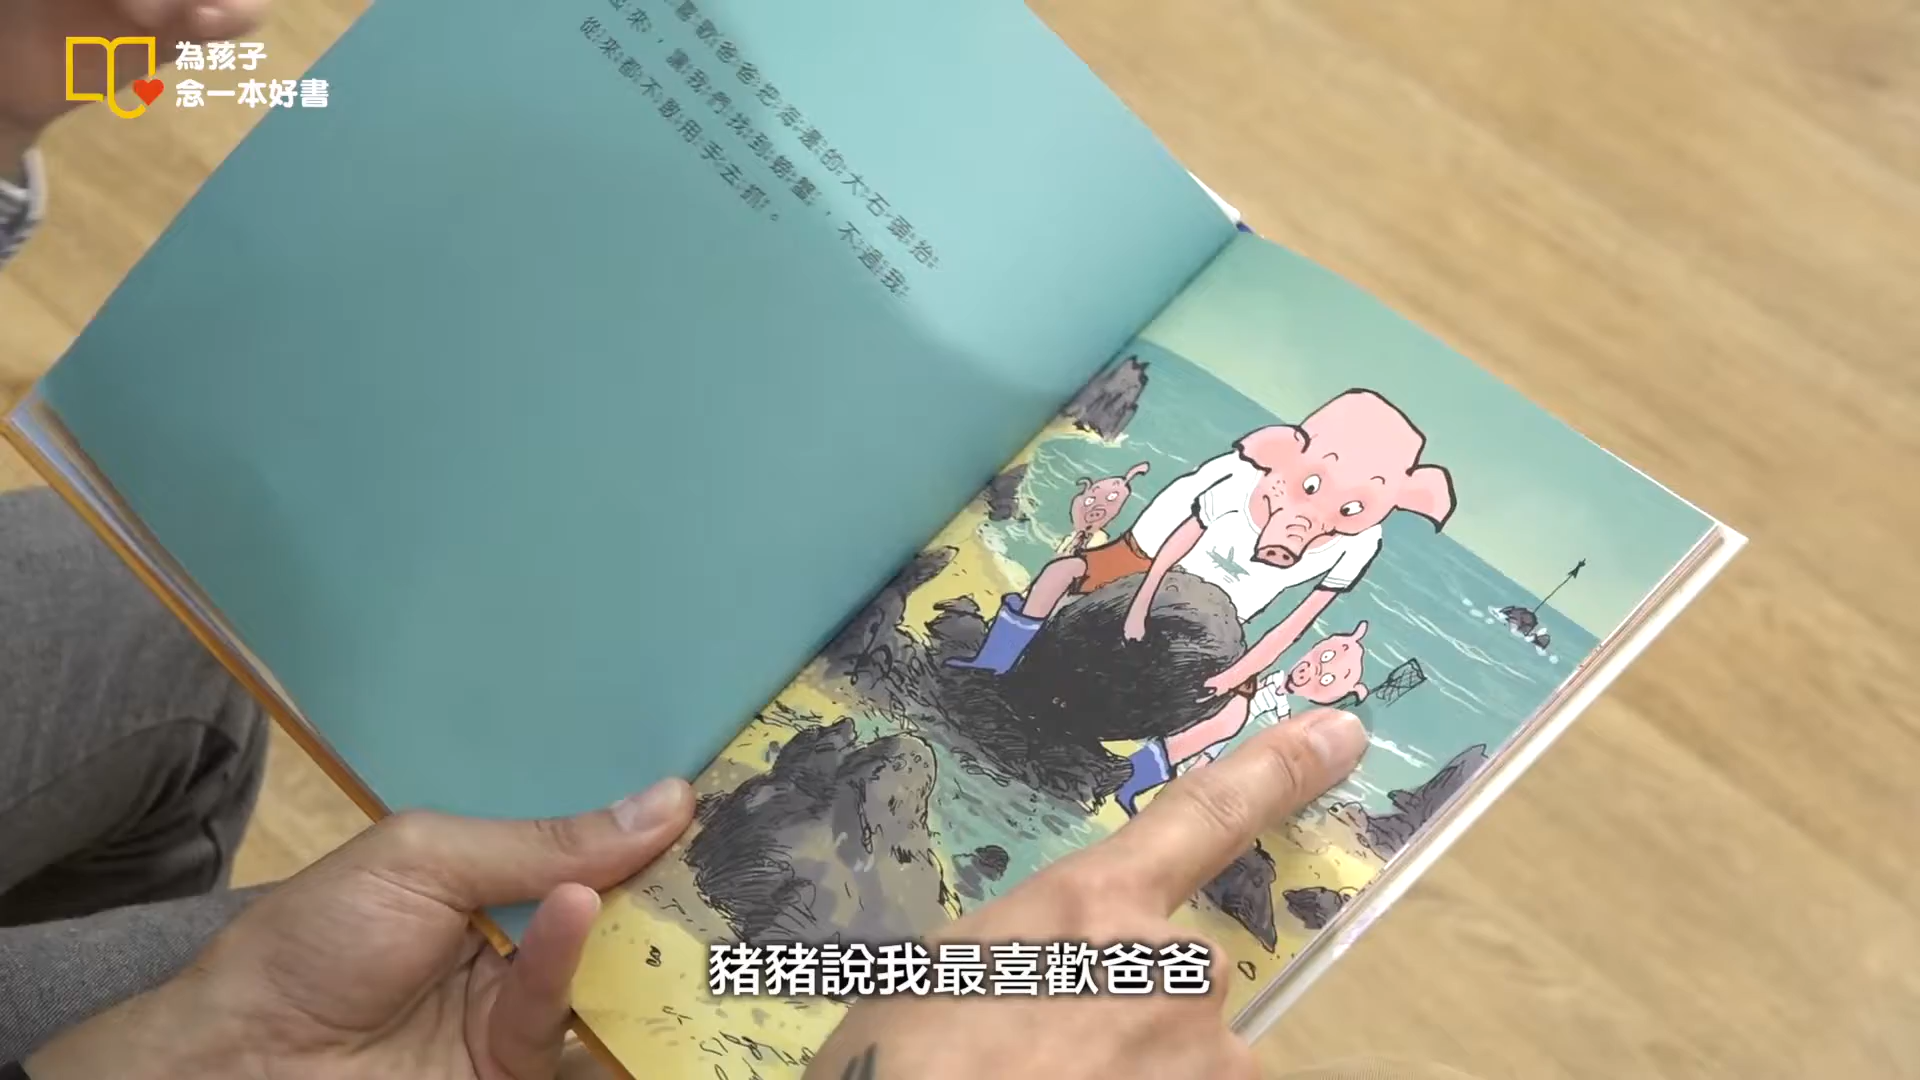 為孩子
念一本好書
喜歡爸爸把海邊的大石頭抬
起來，讓我們找到螃蟹，不過我
從來都不敢用手去抓。
豬豬說我最喜歡爸爸